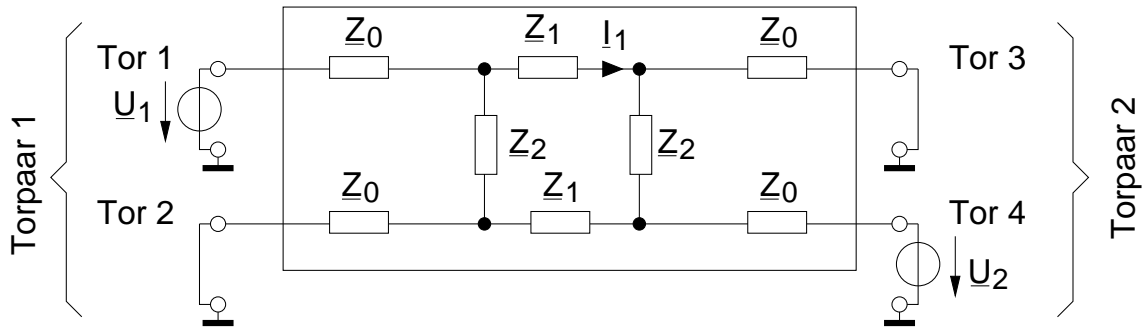 Torpaar 1
Tor 1
U1
Tor 2
Z0
Z1
I1
Z0
Z2
Z2
Z0
Z1
Z0
Tor 3
Tor 4
U2
Torpaar 2